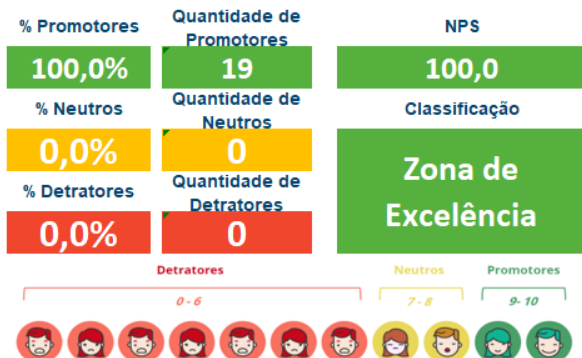 % Promotores
Quantidade de
Promotores
NPS
100,0%
19
100,0
% Neutros
Quantidade de
Neutros
Classificação
0,0%
0
Zona de
Excelência
% Detratores
Quantidade de
Detratores
0,0%
0
Detratores
Neutros
Promotores
0 - 6
7 - 8
9- 10